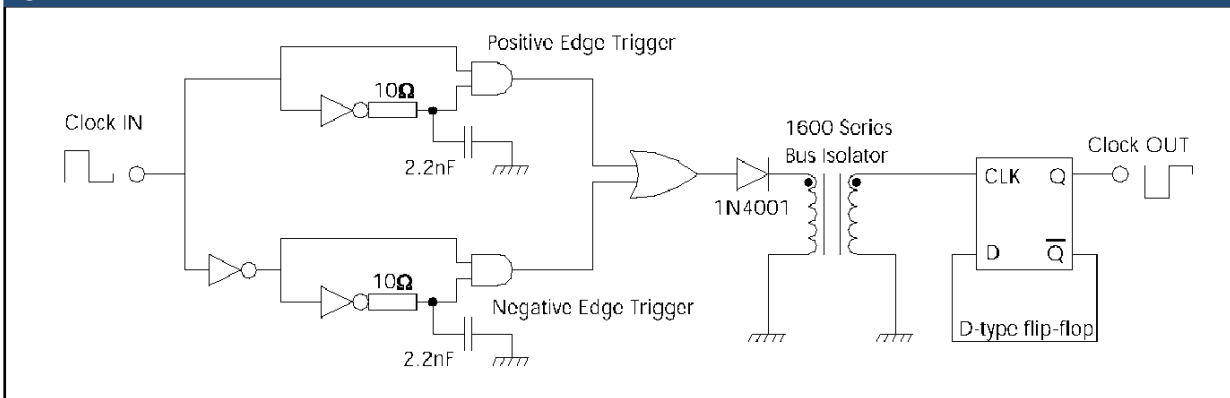 Positive Edge Trigger
10Ω
Clock IN
2.2nF
1600 Series
Bus Isolator
Clock OUT
CLK Q
1N4001
D Q̅
10Ω
Negative Edge Trigger
D-type flip-flop
2.2nF